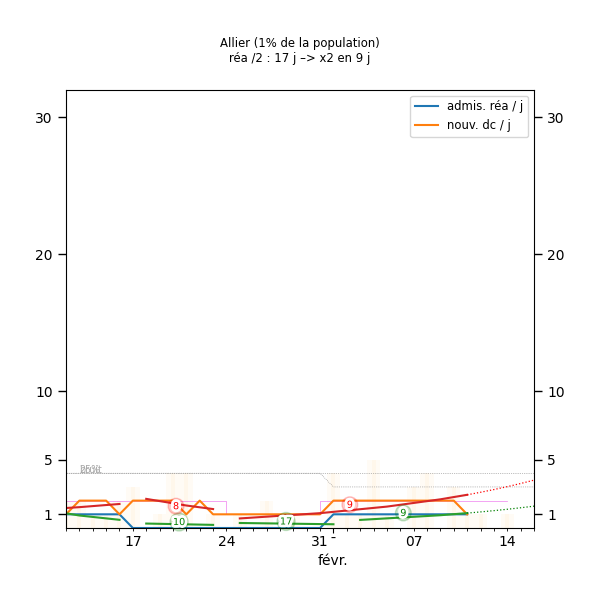 Allier (1% de la population)
réa /2 : 17 j –> x2 en 9 j
admis. réa / j
nouv. dc / j
30 30
20 20
10 10
5 5
1 1
8
10
17
9
9
17 24 31 07 14
févr.